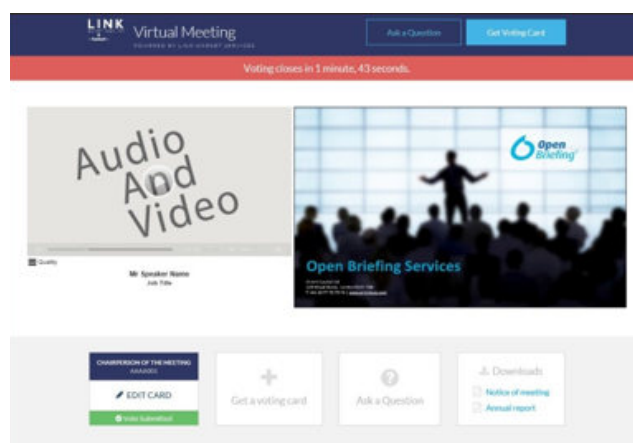 LINK
Virtual Meeting
POWERED BY LINK MARKET SERVICES
Ask a Question
Get Voting Card
Voting closes in 1 minute, 43 seconds.
Audio
And
Video
Open
Briefing
Quality
Mr Speaker Name
Job Title
Open Briefing Services
CHAIRPERSON OF THE MEETING
EDIT CARD
Vote Submitted
Get a voting card
Ask a Question
Downloads
Notice of meeting
Annual report